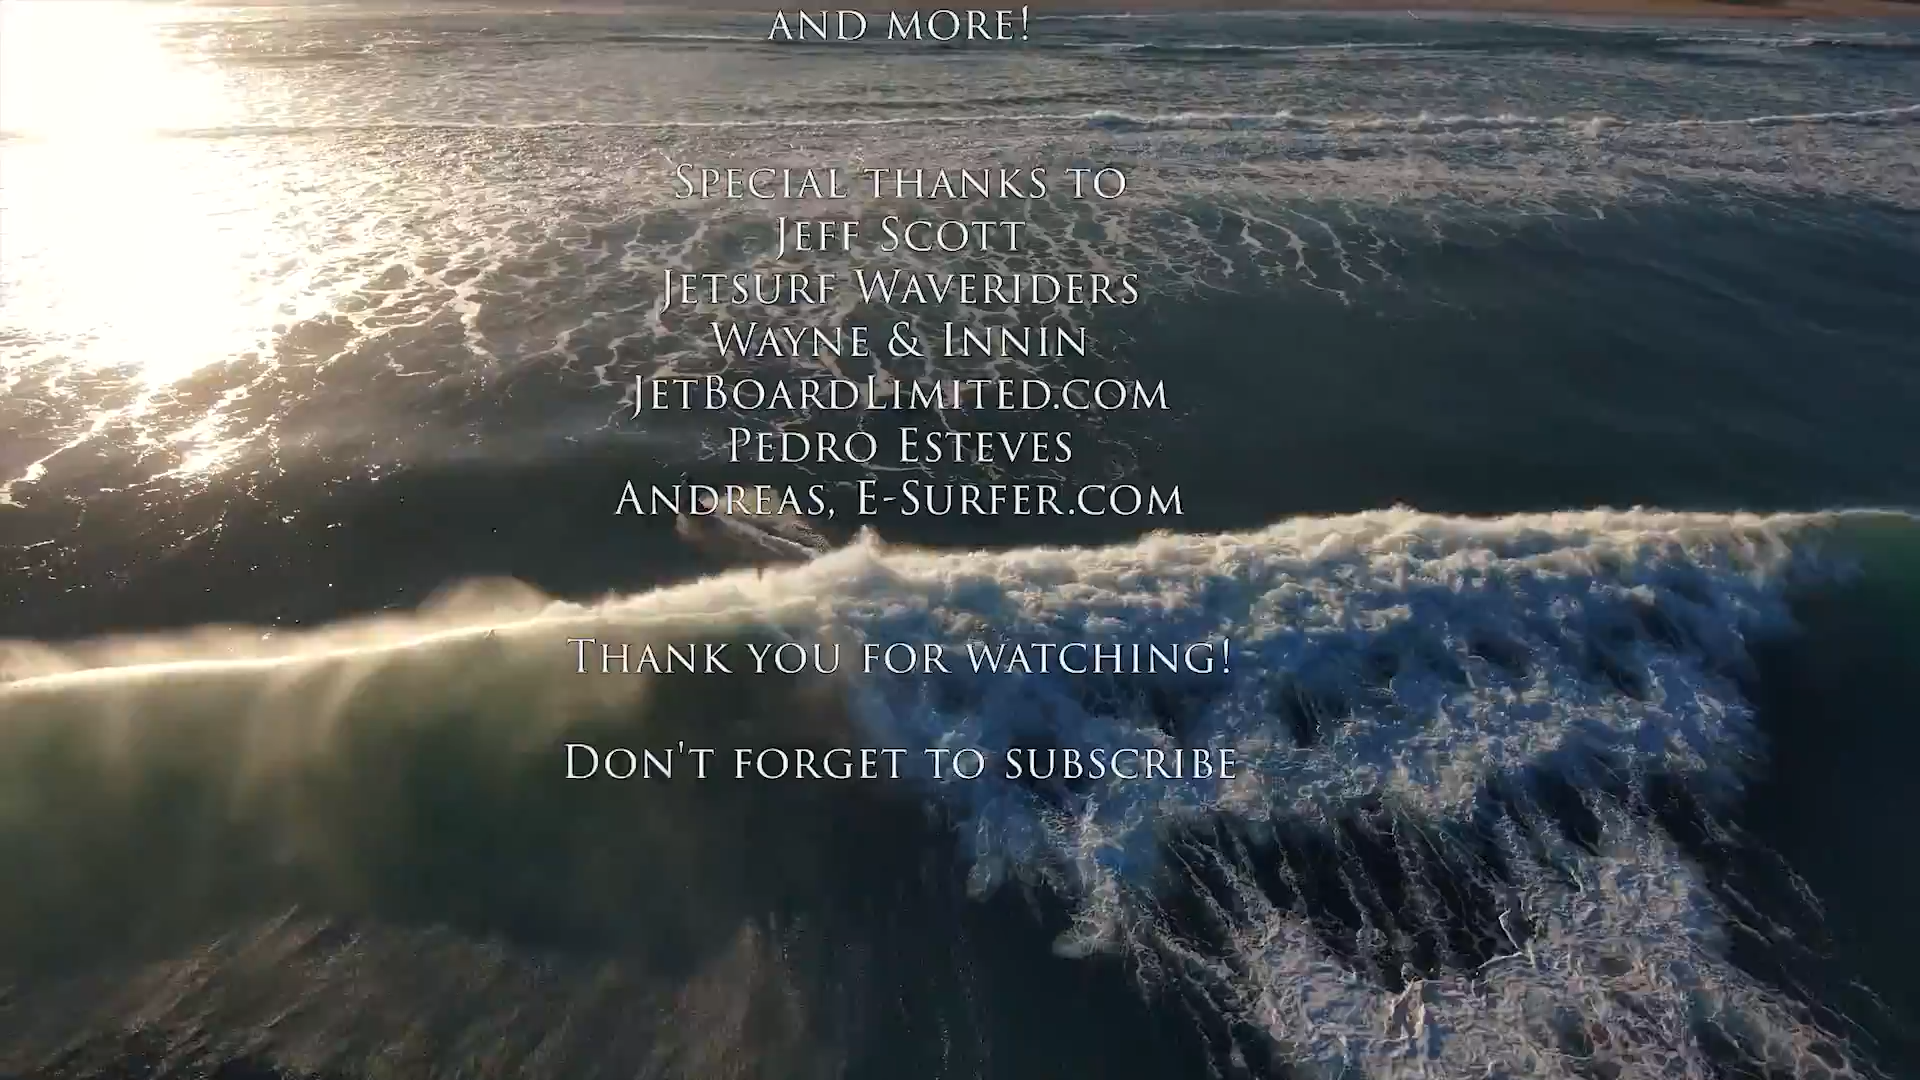 AND MORE!
SPECIAL THANKS TO
JEFF SCOTT
JETSURF WAVERIDERS
WAYNE & INNIN
JETBOARDLIMITED.COM
PEDRO ESTEVES
ANDREAS, E-SURFER.COM
THANK YOU FOR WATCHING!
DON'T FORGET TO SUBSCRIBE